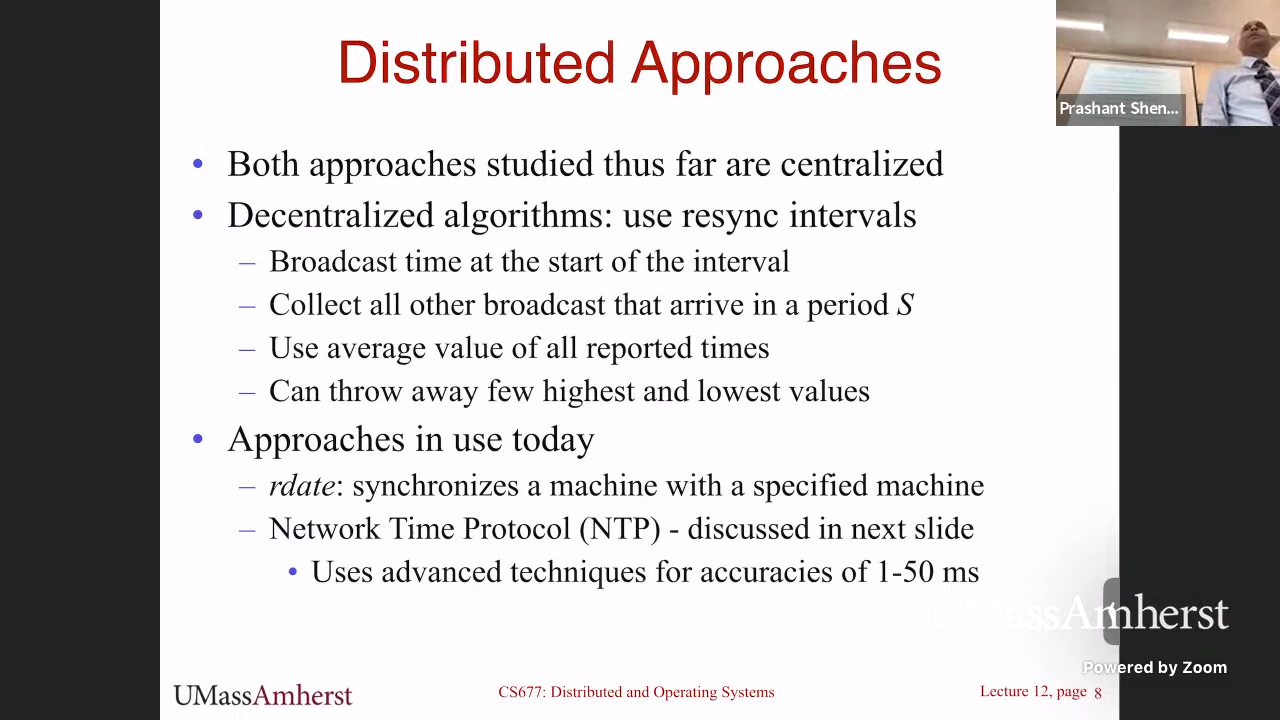 Distributed Approaches
Prashant Shen...
• Both approaches studied thus far are centralized
• Decentralized algorithms: use resync intervals
– Broadcast time at the start of the interval
– Collect all other broadcast that arrive in a period S
– Use average value of all reported times
– Can throw away few highest and lowest values
• Approaches in use today
– rdate: synchronizes a machine with a specified machine
– Network Time Protocol (NTP) - discussed in next slide
• Uses advanced techniques for accuracies of 1-50 ms
UMassAmherst
Powered by Zoom
UMassAmherst
CS677: Distributed and Operating Systems
Lecture 12, page 8